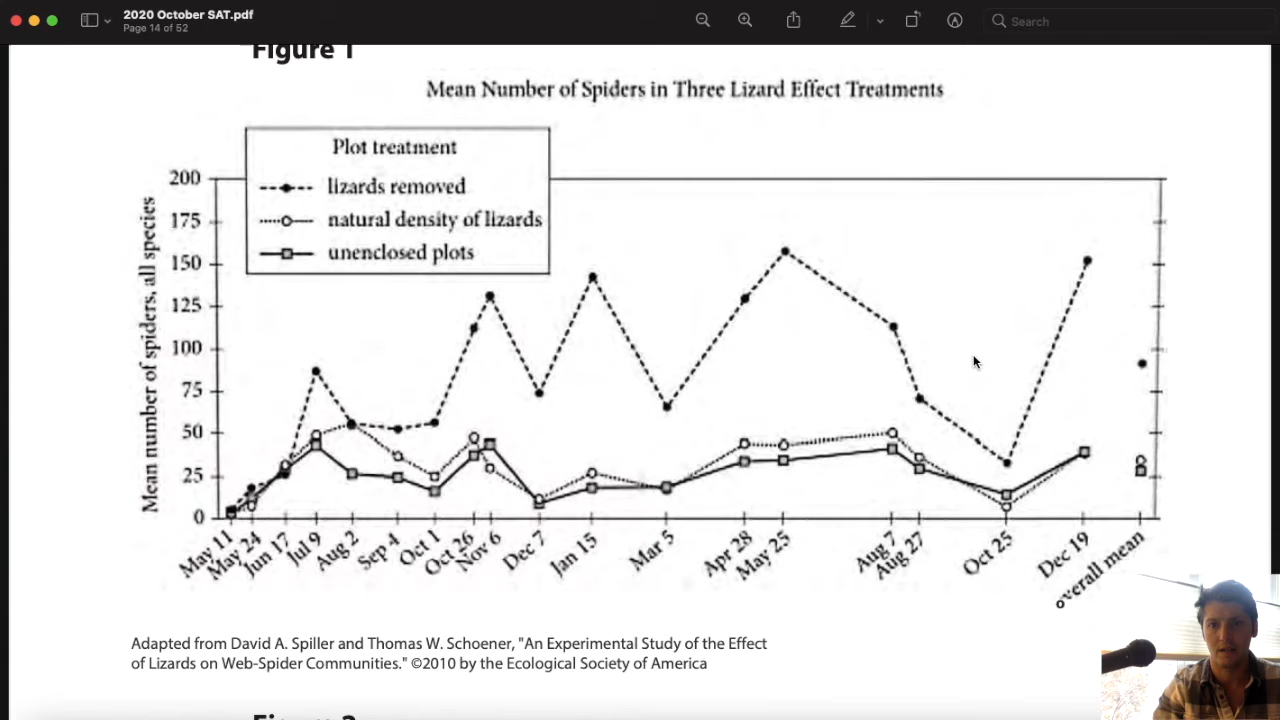 2020 October SAT.pdf
Page 14 of 52
Search
Figure 1
Mean Number of Spiders in Three Lizard Effect Treatments
Plot treatment
lizards removed
natural density of lizards
unenclosed plots
Mean number of spiders, all species
200
175
150
125
100
75
50
25
0
May 11
May 24
Jun 17
Jul 9
Aug 2
Sep 4
Oct 1
Oct 26
Nov 6
Dec 7
Jan 15
Mar 5
Apr 28
May 25
Aug 7
Aug 27
Oct 25
Dec 19
overall mean
Adapted from David A. Spiller and Thomas W. Schoener, "An Experimental Study of the Effect
of Lizards on Web-Spider Communities." ©2010 by the Ecological Society of America